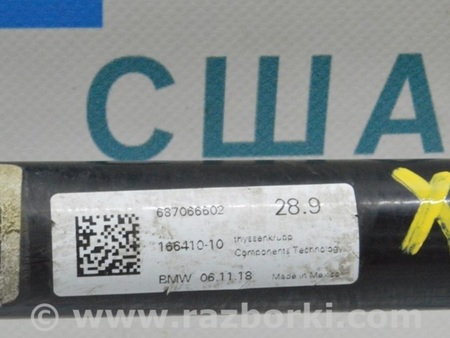 США
687066602 28.9
166410-10 thyssenkrupp
Components Technology
BMW 06.11.18 Made in Mexico
X
© www.razborki.com